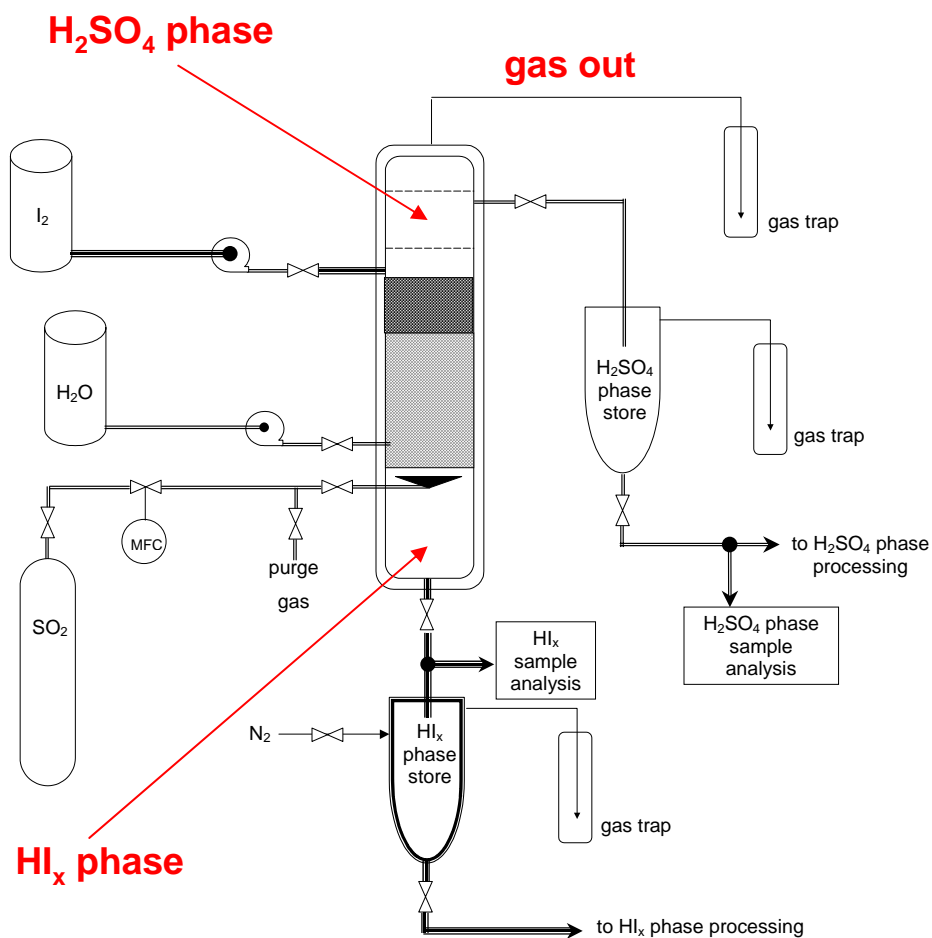 H₂SO₄ phase
gas out
I₂
gas trap
H₂O
H₂SO₄
phase
store
gas trap
MFC
purge
gas
to H₂SO₄ phase
processing
SO₂
HIₓ
sample
analysis
H₂SO₄ phase
sample
analysis
N₂
HIₓ
phase
store
gas trap
HIₓ phase
to HIₓ phase processing